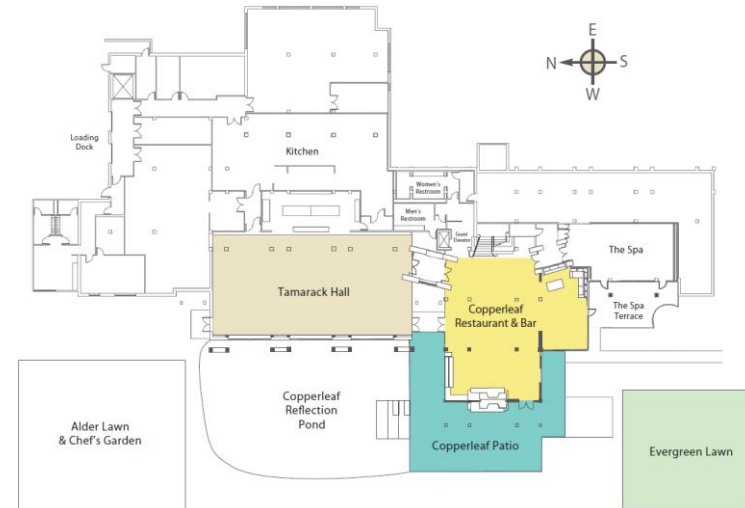 E
N
S
W
Loading
Dock
Kitchen
Women's
Restroom
Men's
Restroom
Guest
Elevator
The Spa
Tamarack Hall
Copperleaf
Restaurant & Bar
The Spa
Terrace
Copperleaf
Reflection
Pond
Alder Lawn
& Chef's Garden
Copperleaf Patio
Evergreen Lawn